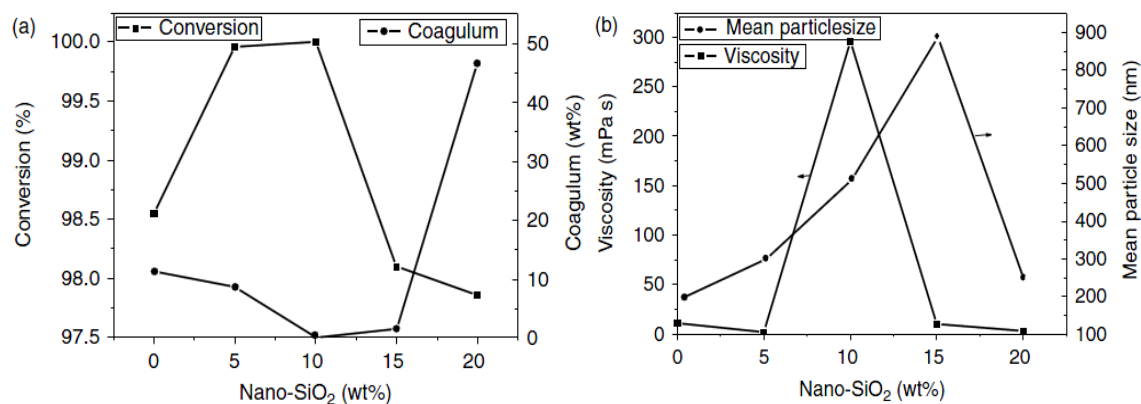 (a)
Conversion
Coagulum
100.0
99.5
99.0
98.5
98.0
97.5
Conversion (%)
50
40
30
20
10
0
Coagulum (wt%)
0 5 10 15 20
Nano-SiO₂ (wt%)
(b)
Mean particlesize
Viscosity
300
250
200
150
100
50
0
Viscosity (mPa s)
900
800
700
600
500
400
300
200
100
Mean particle size (nm)
0 5 10 15 20
Nano-SiO₂ (wt%)